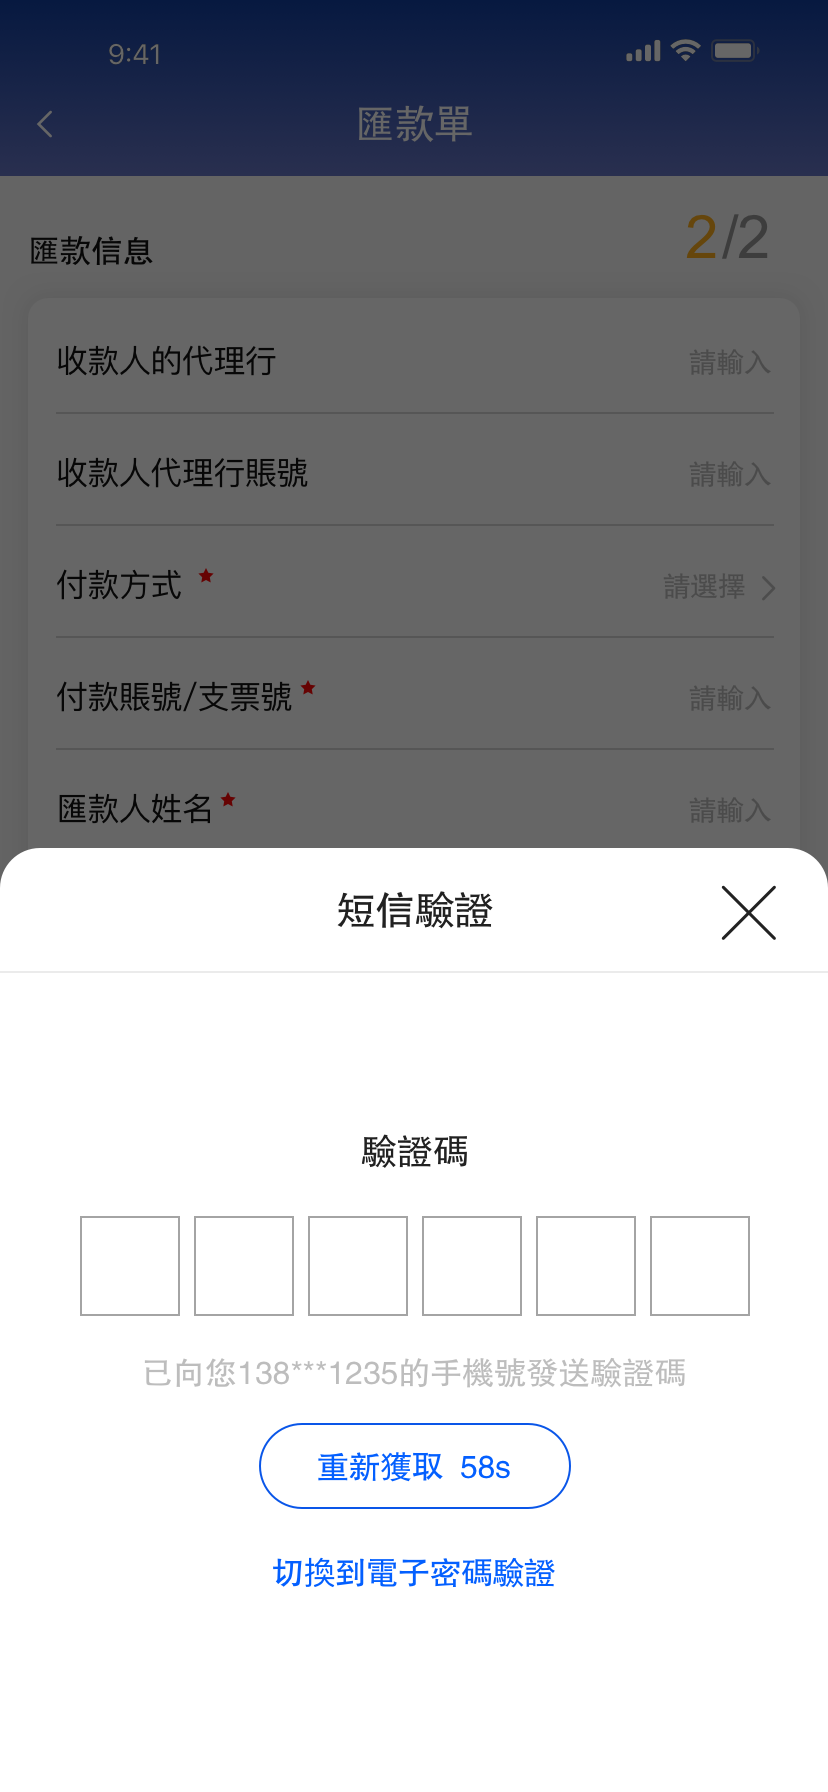 9:41
匯款單
匯款信息 2/2
收款人的代理行 請輸入
收款人代理行賬號 請輸入
付款方式 ★ 請選擇
付款賬號/支票號 ★ 請輸入
匯款人姓名 ★ 請輸入
短信驗證
驗證碼
已向您138***1235的手機號發送驗證碼
重新獲取 58s
切換到電子密碼驗證